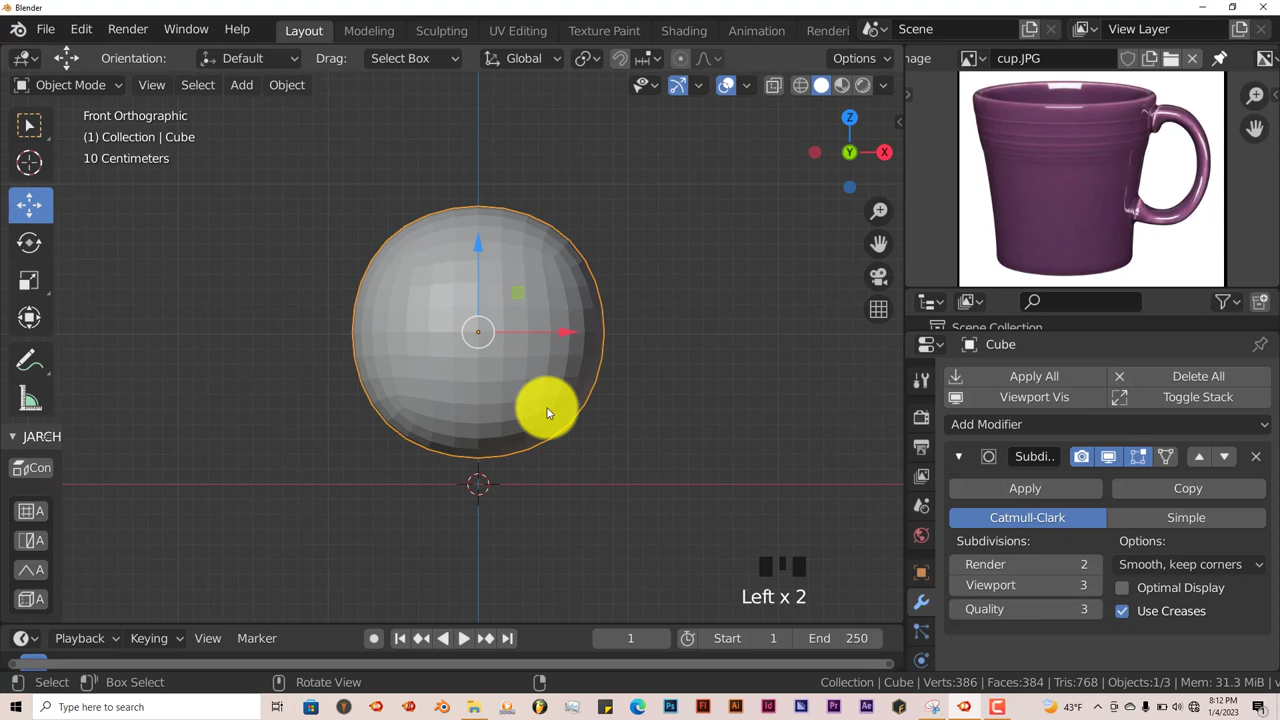 Blender
File Edit Render Window Help Layout Modeling Sculpting UV Editing Texture Paint Shading Animation Renderi Scene View Layer
Orientation: Default Drag: Select Box Global Options mage cup.JPG
Object Mode View Select Add Object
Front Orthographic
(1) Collection | Cube
10 Centimeters
Z
Y X
Scene Collection
Cube
Apply All Delete All
Viewport Vis Toggle Stack
Add Modifier
JARCH
Subdi..
Con
Apply Copy
A
Catmull-Clark Simple
A
Subdivisions: Options:
Render 2 Smooth, keep corners
A
Viewport 3 Optimal Display
Left x 2
A
Quality 3 Use Creases
Playback Keying View Marker 1 Start 1 End 250
Select Box Select Rotate View Collection | Cube | Verts:386 | Faces:384 | Tris:768 | Objects:1/3 | Mem: 31.3 MiB | v
Type here to search 43°F 8:12 PM
1/4/2023